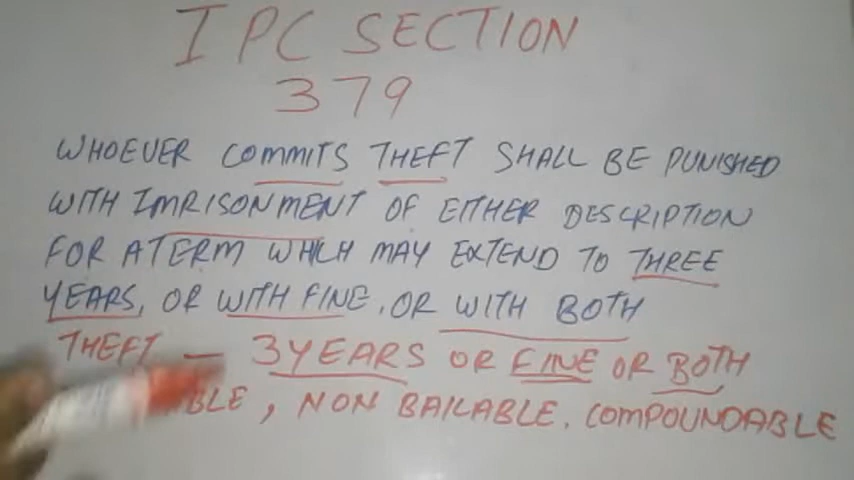 IPC SECTION
379
WHOEVER COMMITS THEFT SHALL BE PUNISHED
WITH IMRISONMENT OF EITHER DESCRIPTION
FOR A TERM WHICH MAY EXTEND TO THREE
YEARS, OR WITH FINE, OR WITH BOTH
THEFT — 3 YEARS OR FINE OR BOTH
, NON BAILABLE. COMPOUNDABLE